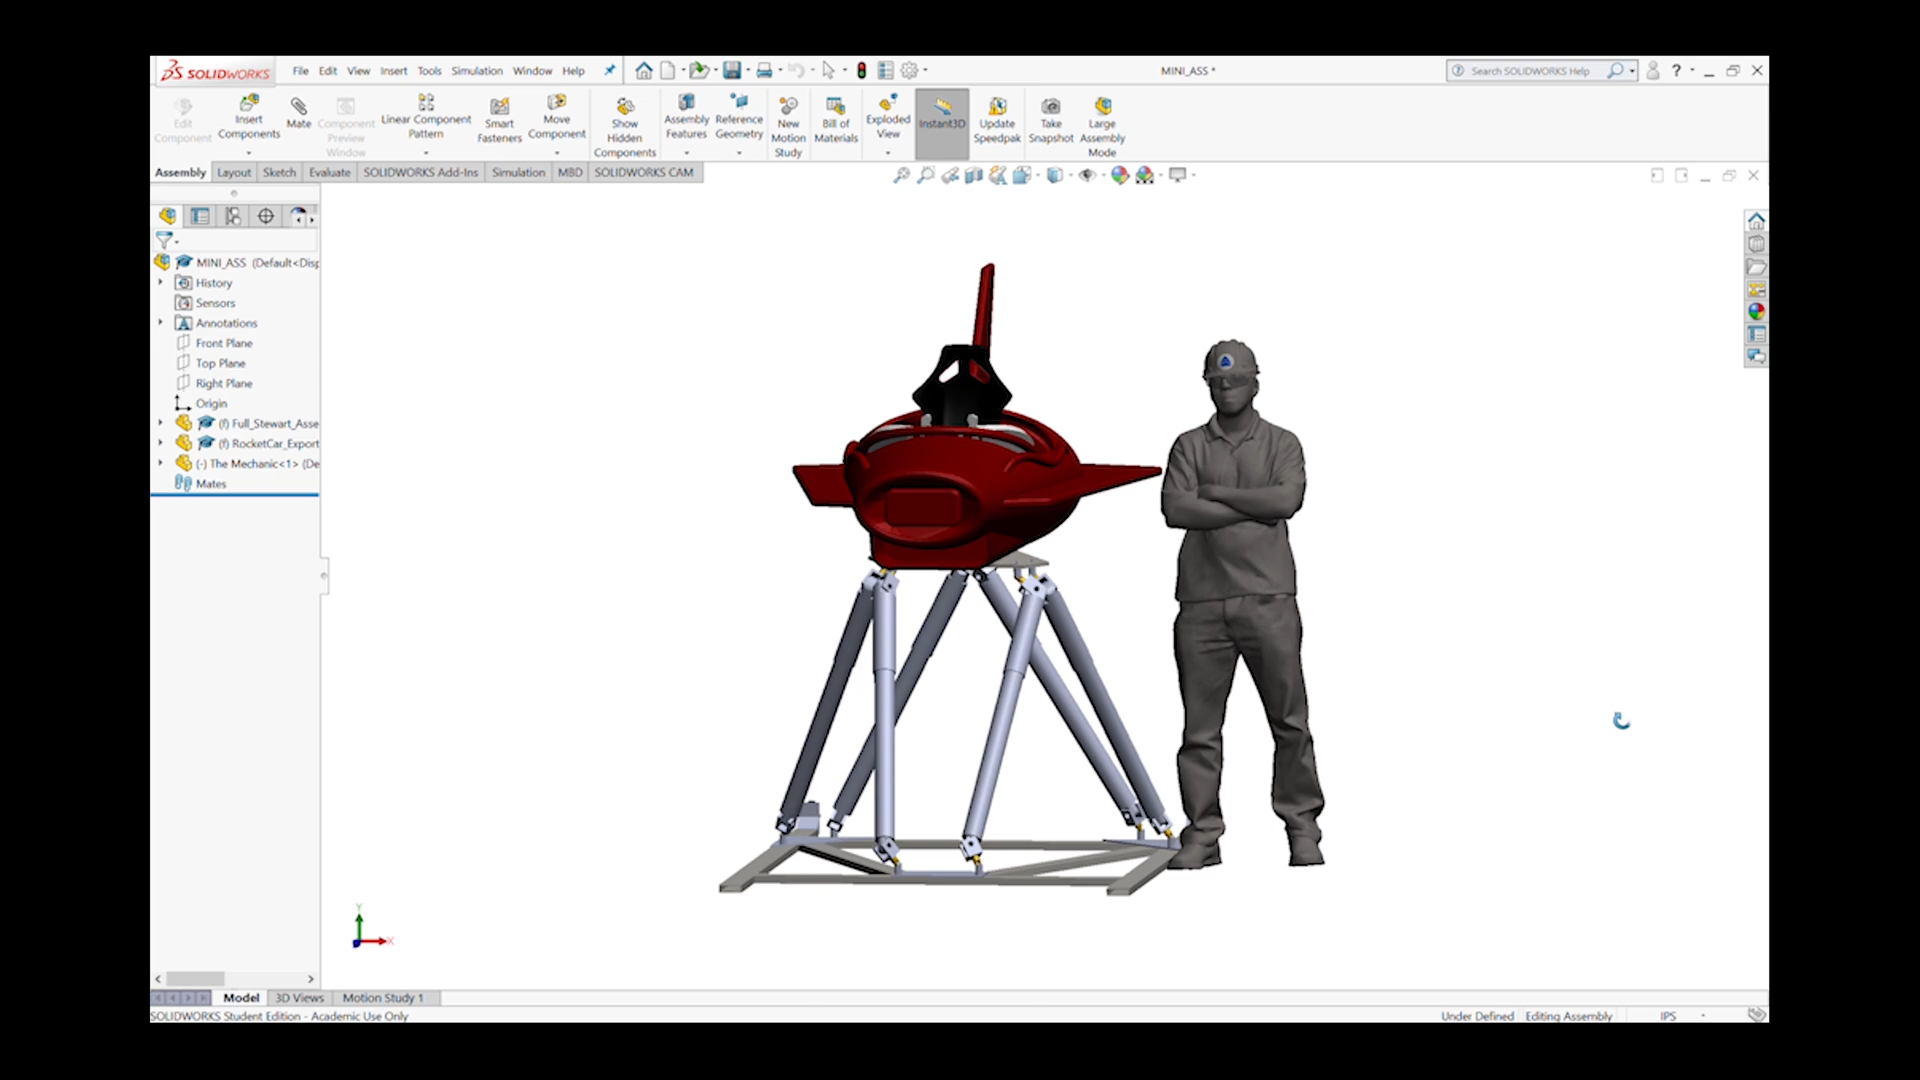 SOLIDWORKS File Edit View Insert Tools Simulation Window Help MINI_ASS * Search SOLIDWORKS Help ?
Edit Component
Insert Components
Mate
Component Preview Window
Linear Component Pattern
Smart Fasteners
Move Component
Show Hidden Components
Assembly Features
Reference Geometry
New Motion Study
Bill of Materials
Exploded View
Instant3D
Update Speedpak
Take Snapshot
Large Assembly Mode
Assembly Layout Sketch Evaluate SOLIDWORKS Add-Ins Simulation MBD SOLIDWORKS CAM
MINI_ASS (Default<Disp
History
Sensors
Annotations
Front Plane
Top Plane
Right Plane
Origin
(f) Full_Stewart_Asse
(f) RocketCar_Export
(-) The Mechanic<1> (De
Mates
Y
X
Model 3D Views Motion Study 1
SOLIDWORKS Student Edition - Academic Use Only Under Defined Editing Assembly IPS